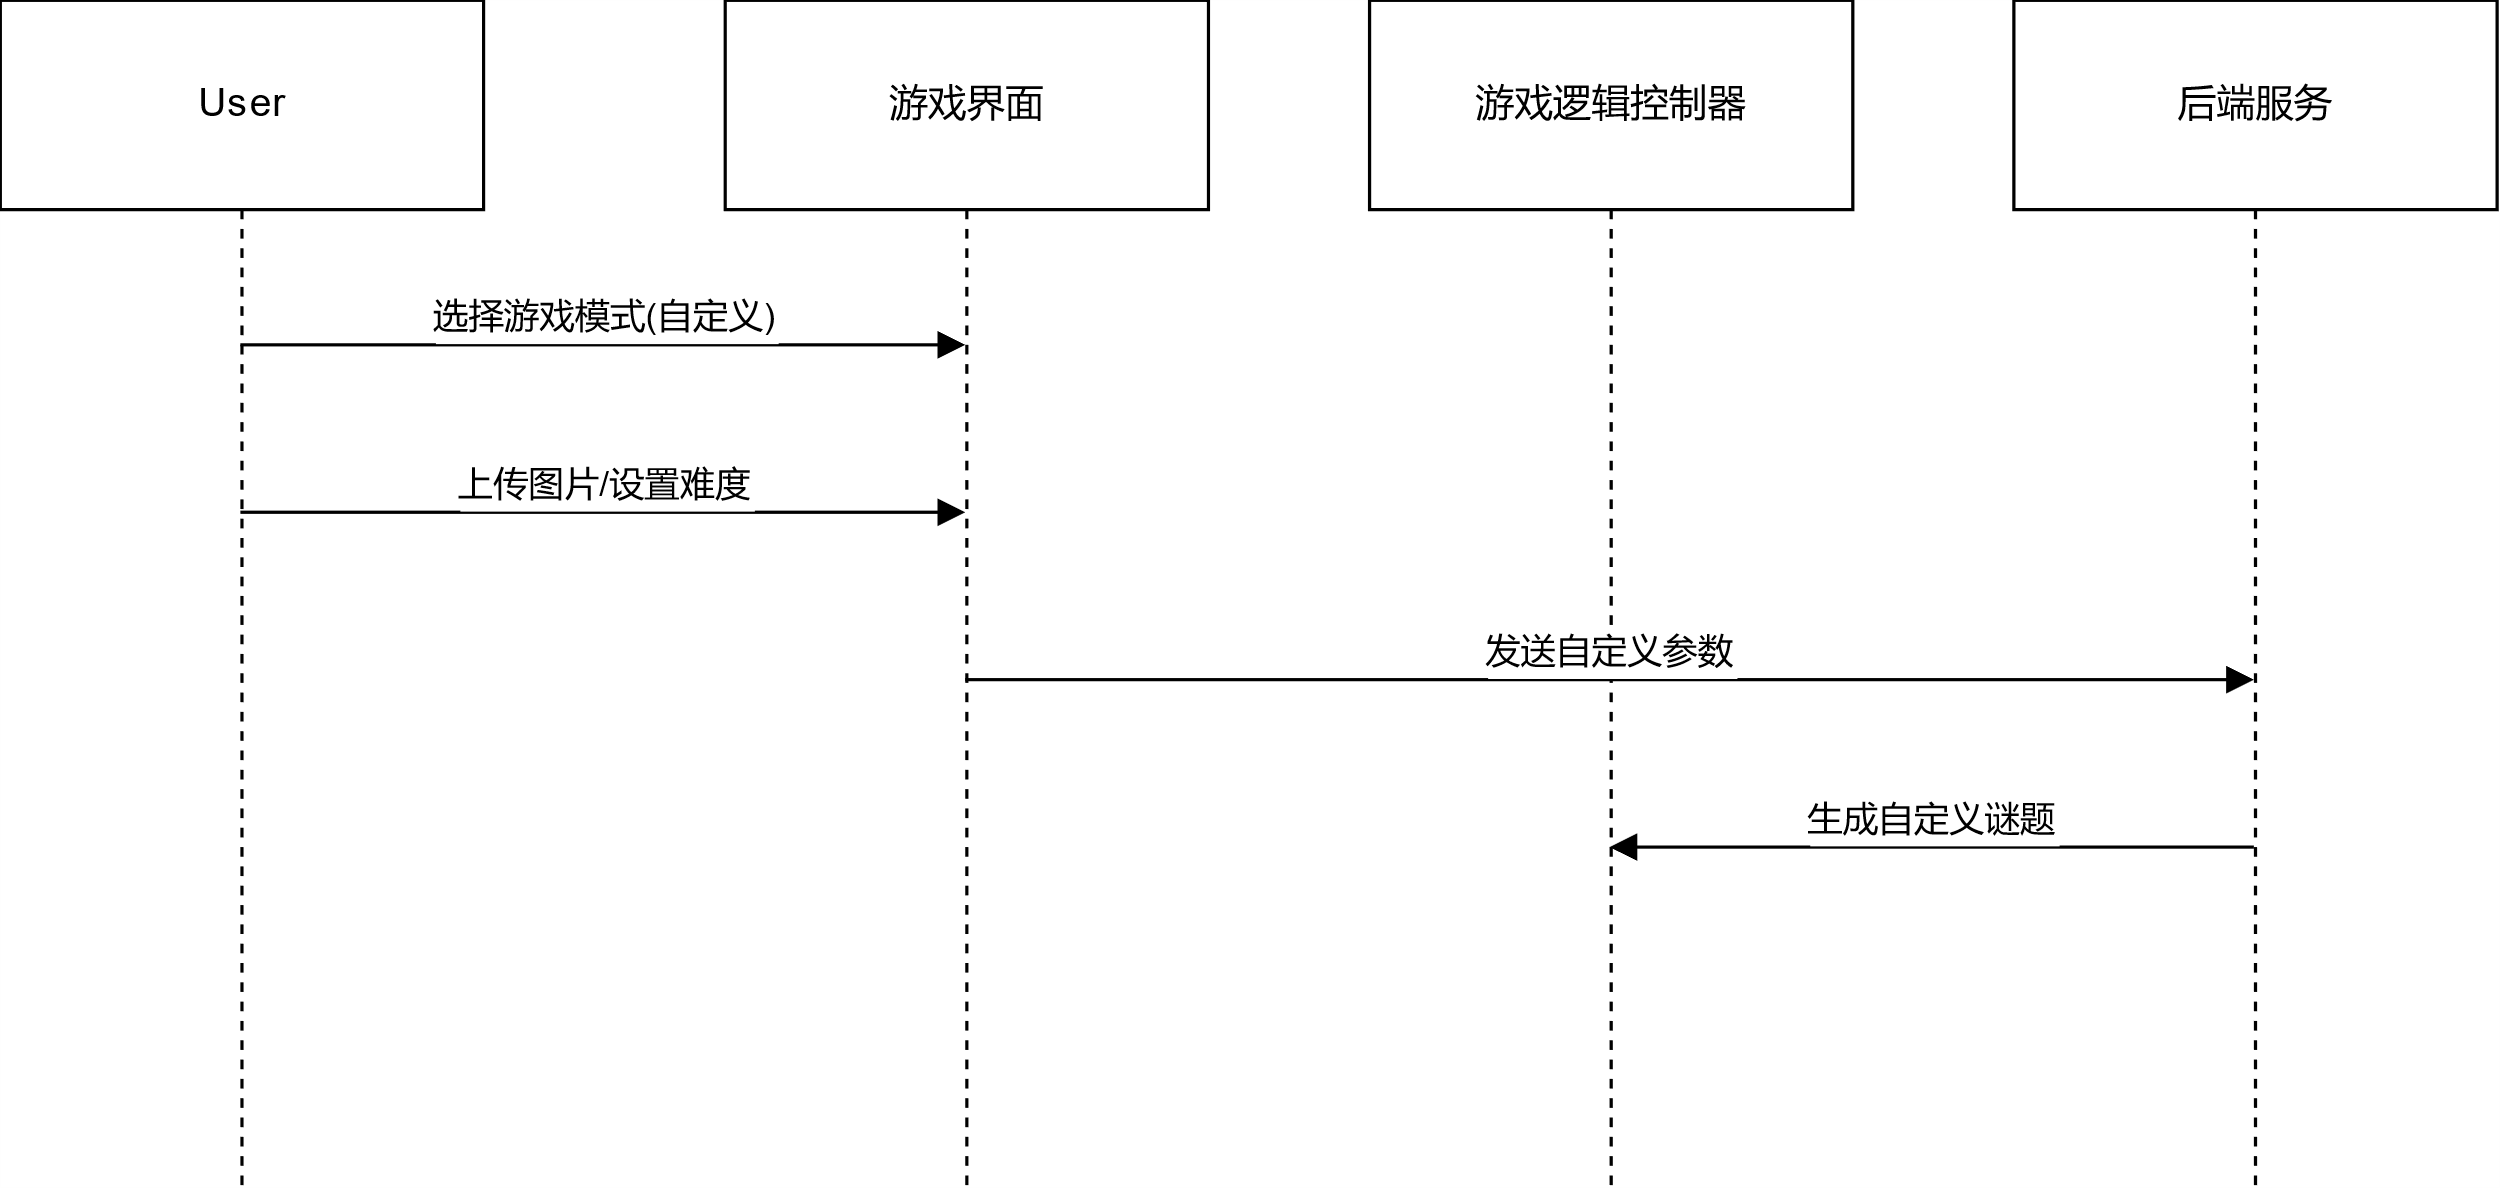 User
游戏界面
游戏逻辑控制器
后端服务
选择游戏模式(自定义)
上传图片/设置难度
发送自定义参数
生成自定义谜题